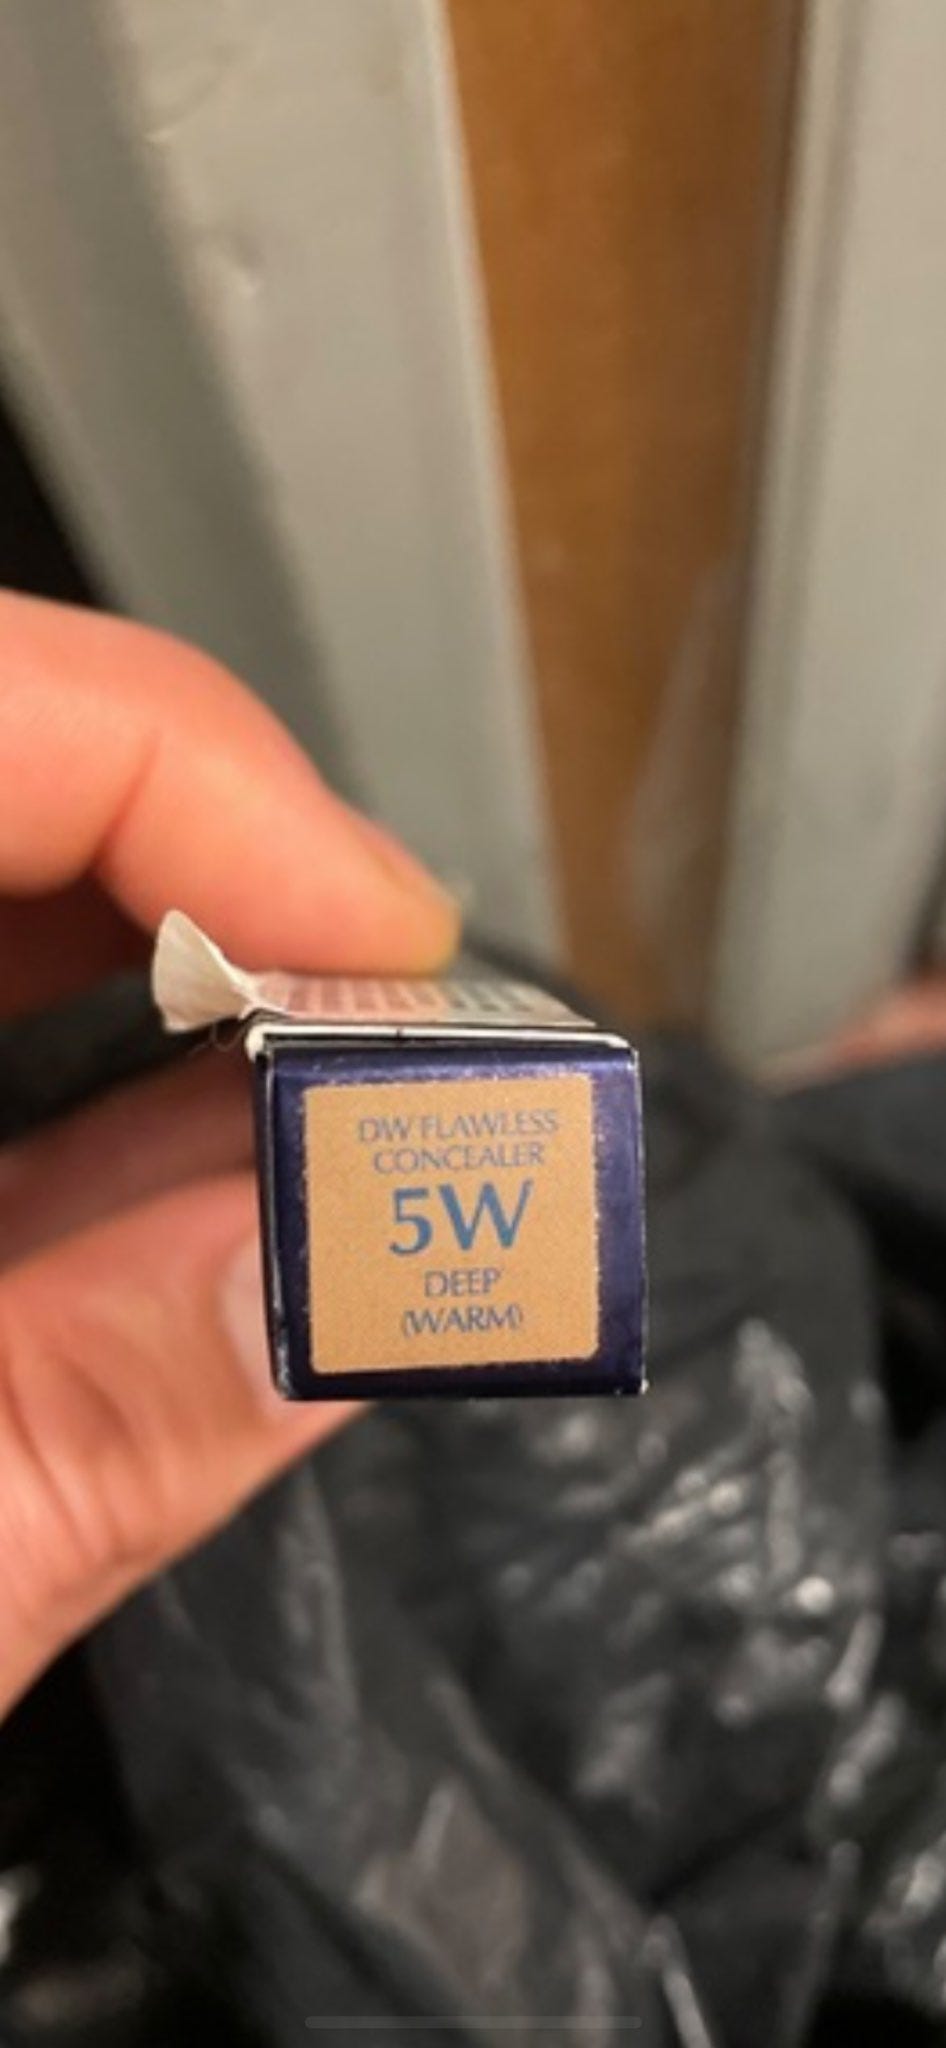 DW FLAWLESS
CONCEALER
5W
DEEP
(WARM)